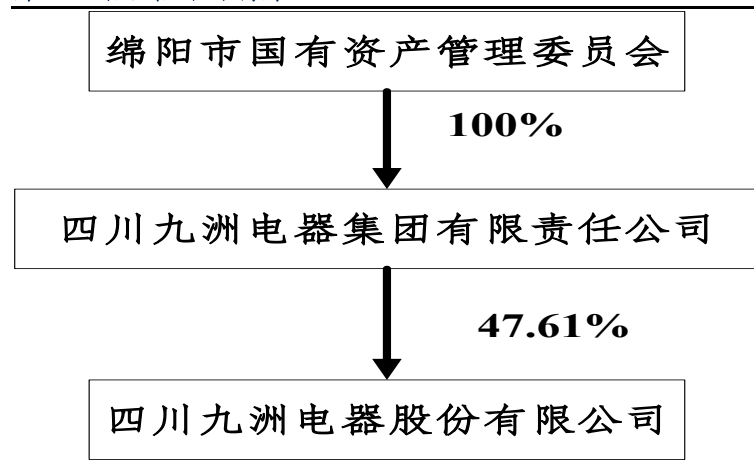 绵阳市国有资产管理委员会
100%
四川九洲电器集团有限责任公司
47.61%
四川九洲电器股份有限公司